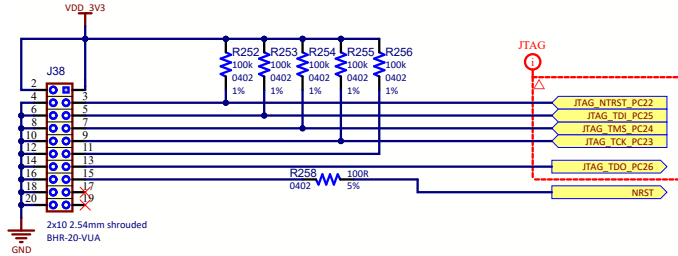 VDD_3V3
JTAG
i
J38
R252
100k
0402
1%
R253
100k
0402
1%
R254
100k
0402
1%
R255
100k
0402
1%
R256
100k
0402
1%
2
4 3
6 5
8 7
10 9
12 11
14 13
16 15
18 17
20 19
JTAG_NTRST_PC22
JTAG_TDI_PC25
JTAG_TMS_PC24
JTAG_TCK_PC23
JTAG_TDO_PC26
R258 100R
0402 5%
NRST
2x10 2.54mm shrouded
BHR-20-VUA
GND